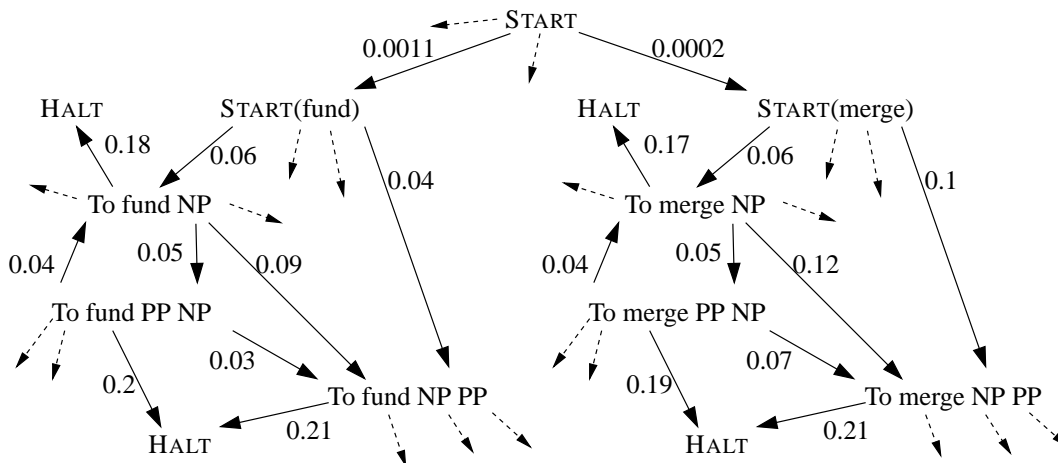 START
0.0011 0.0002
HALT START(fund) HALT START(merge)
0.18 0.06 0.17 0.06
0.04 0.1
To fund NP To merge NP
0.04 0.05 0.09 0.04 0.05 0.12
To fund PP NP To merge PP NP
0.03 0.07
0.2 0.19
To fund NP PP To merge NP PP
0.21 0.21
HALT HALT